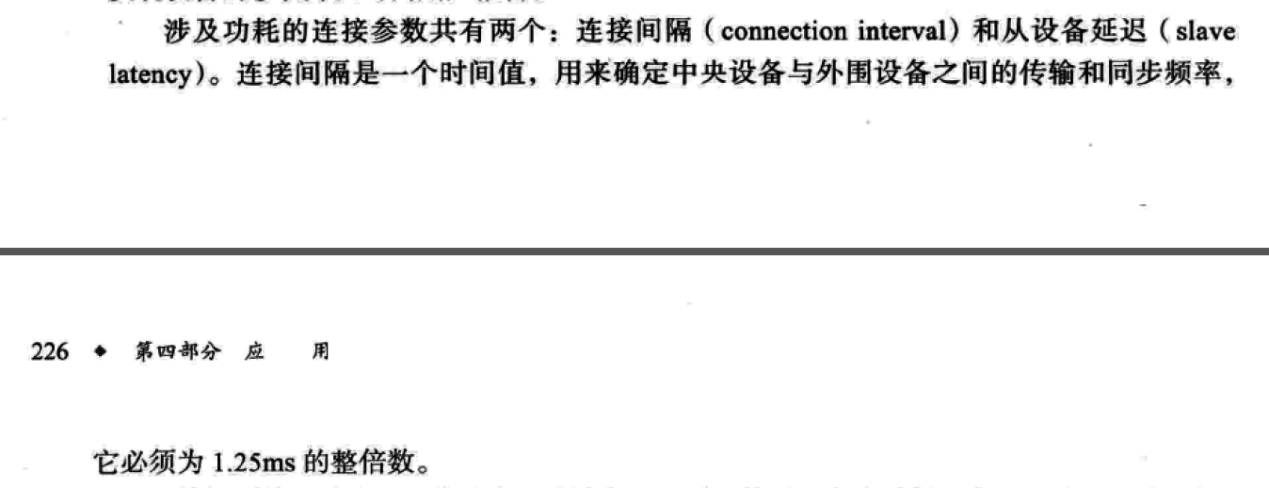 涉及功耗的连接参数共有两个：连接间隔（connection interval）和从设备延迟（slave
latency）。连接间隔是一个时间值，用来确定中央设备与外围设备之间的传输和同步频率，
226 ◆ 第四部分 应 用
它必须为 1.25ms 的整倍数。